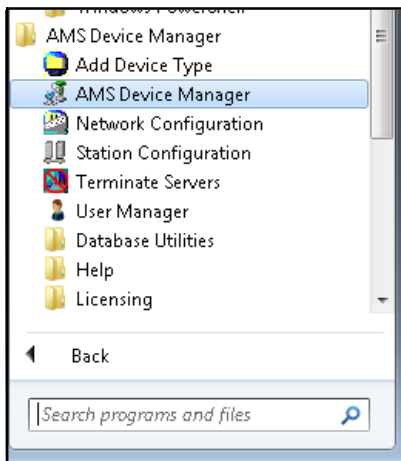 AMS Device Manager
Add Device Type
AMS Device Manager
Network Configuration
Station Configuration
Terminate Servers
User Manager
Database Utilities
Help
Licensing
Back
Search programs and files